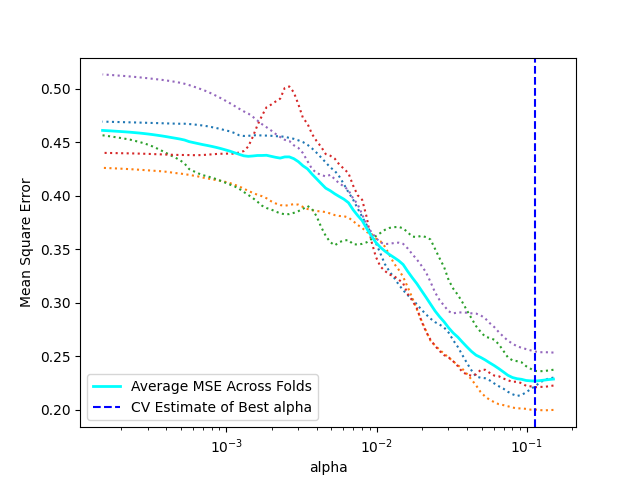 0.50
0.45
0.40
0.35
0.30
0.25
0.20
Mean Square Error
Average MSE Across Folds
CV Estimate of Best alpha
10⁻³ 10⁻² 10⁻¹
alpha